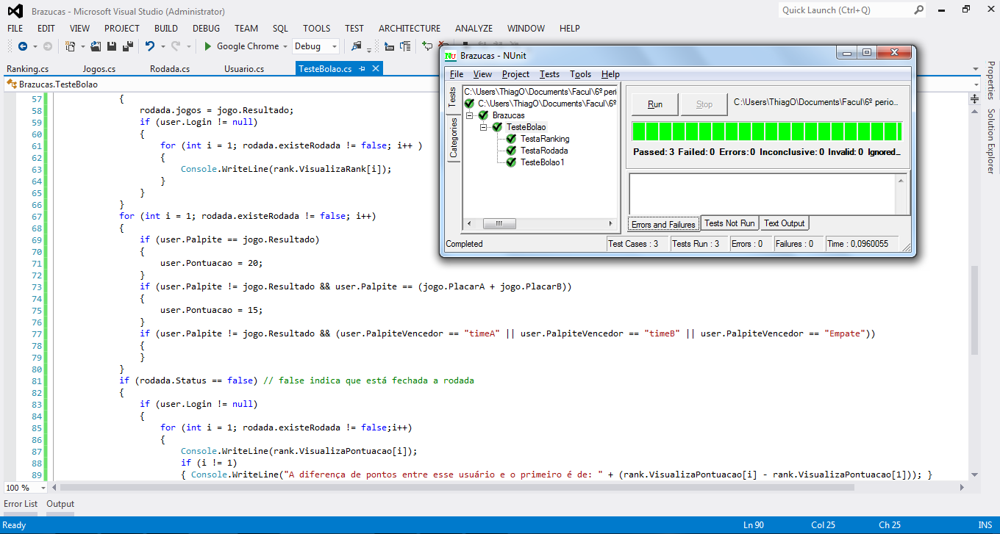 Brazucas - Microsoft Visual Studio (Administrator)
Quick Launch (Ctrl+Q)
FILE EDIT VIEW PROJECT BUILD DEBUG TEAM SQL TOOLS TEST ARCHITECTURE ANALYZE WINDOW HELP
Google Chrome Debug
Ranking.cs Jogos.cs Rodada.cs Usuario.cs TesteBolao.cs
Brazucas.TesteBolao
57 {
58 rodada.jogos = jogo.Resultado;
59 if (user.Login != null)
60 {
61 for (int i = 1; rodada.existeRodada != false; i++ )
62 {
63 Console.WriteLine(rank.VisualizaRank[i]);
64 }
65 }
66 }
67 for (int i = 1; rodada.existeRodada != false; i++)
68 {
69 if (user.Palpite == jogo.Resultado)
70 {
71 user.Pontuacao = 20;
72 }
73 if (user.Palpite != jogo.Resultado && user.Palpite == (jogo.PlacarA + jogo.PlacarB))
74 {
75 user.Pontuacao = 15;
76 }
77 if (user.Palpite != jogo.Resultado && (user.PalpiteVencedor == "timeA" || user.PalpiteVencedor == "timeB" || user.PalpiteVencedor == "Empate"))
78 {
79 }
80 }
81 if (rodada.Status == false) // false indica que está fechada a rodada
82 {
83 if (user.Login != null)
84 {
85 for (int i = 1; rodada.existeRodada != false;i++)
86 {
87 Console.WriteLine(rank.VisualizaPontuacao[i]);
88 if (i != 1)
89 { Console.WriteLine("A diferença de pontos entre esse usuário e o primeiro é de: " + (rank.VisualizaPontuacao[i] - rank.VisualizaPontuacao[1])); }
100 %
Error List Output
Ready Ln 90 Col 25 Ch 25 INS
Properties
Solution Explorer
NU Brazucas - NUnit
File View Project Tests Tools Help
Tests
Categories
C:\Users\ThiagO\Documents\Facul\6º peri
C:\Users\ThiagO\Documents\Facul\6º
Brazucas
TesteBolao
TestaRanking
TestaRodada
TesteBolao1
Run Stop C:\Users\ThiagO\Documents\Facul\6º perio...
Passed: 3 Failed: 0 Errors: 0 Inconclusive: 0 Invalid: 0 Ignored...
Errors and Failures Tests Not Run Text Output
Completed Test Cases : 3 Tests Run : 3 Errors : 0 Failures : 0 Time : 0,0960055